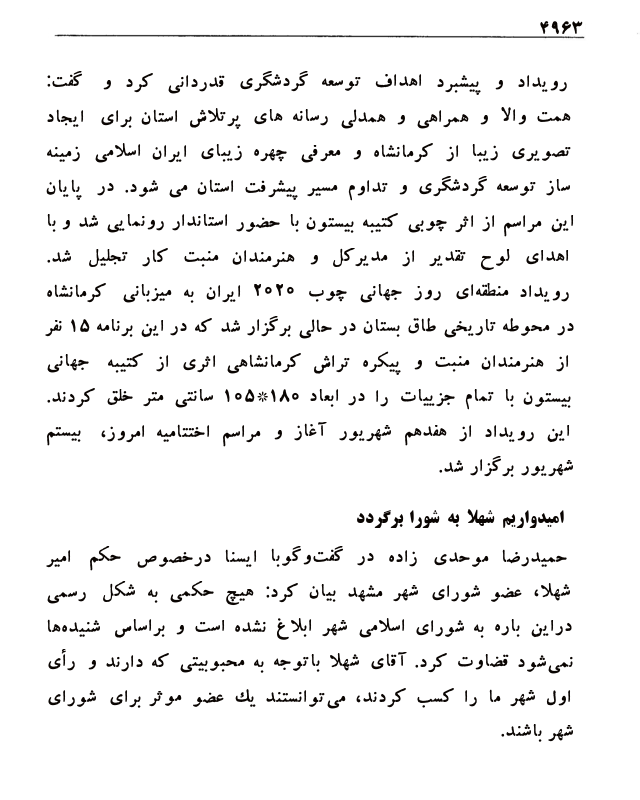 ۴۹۶۳
رویداد و پیشبرد اهداف توسعه گردشگری قدردانی کرد و گفت:
همت والا و همراهی و همدلی رسانه های پرتلاش استان برای ایجاد
تصویری زیبا از کرمانشاه و معرفی چهره زیبای ایران اسلامی زمینه
ساز توسعه گردشگری و تداوم مسیر پیشرفت استان می شود. در پایان
این مراسم از اثر چوبی کتیبه بیستون با حضور استاندار رونمایی شد و با
اهدای لوح تقدیر از مدیرکل و هنرمندان منبت کار تجلیل شد.
رویداد منطقه‌ای روز جهانی چوب ۲۰۲۰ ایران به میزبانی کرمانشاه
در محوطه تاریخی طاق بستان در حالی برگزار شد که در این برنامه ۱۵ نفر
از هنرمندان منبت و پیکره تراش کرمانشاهی اثری از کتیبه جهانی
بیستون با تمام جزییات را در ابعاد ۱۸۰*۱۰۵ سانتی متر خلق کردند.
این رویداد از هفدهم شهریور آغاز و مراسم اختتامیه امروز، بیستم
شهریور برگزار شد.
امیدواریم شهلا به شورا برگردد
حمیدرضا موحدی زاده در گفت‌وگوبا ایسنا درخصوص حکم امیر
شهلا، عضو شورای شهر مشهد بیان کرد: هیچ حکمی به شکل رسمی
دراین باره به شورای اسلامی شهر ابلاغ نشده است و براساس شنیده‌ها
نمی‌شود قضاوت کرد. آقای شهلا باتوجه به محبوبیتی که دارند و رأی
اول شهر ما را کسب کردند، می‌توانستند یك عضو موثر برای شورای
شهر باشند.